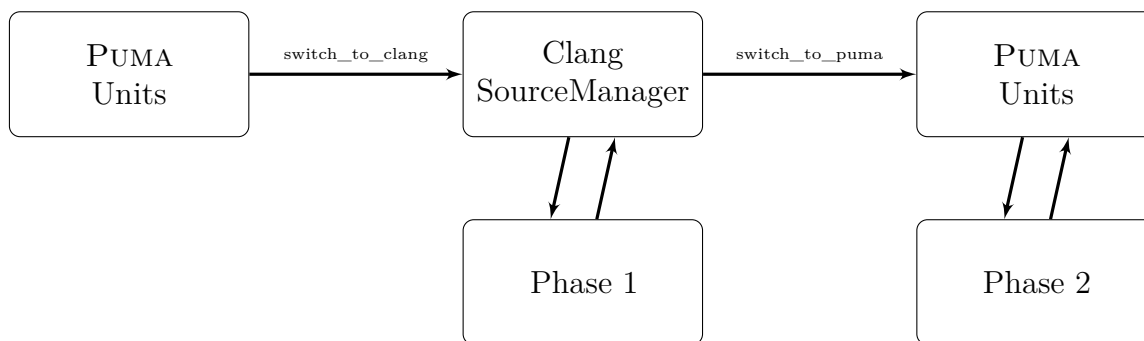 PUMA
Units
switch_to_clang
Clang
SourceManager
switch_to_puma
PUMA
Units
Phase 1
Phase 2